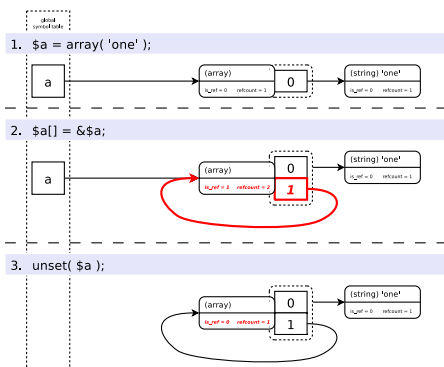 global
symbol table
1. $a = array( 'one' );
a
(array)
is_ref = 0 refcount = 1
0
(string) 'one'
is_ref = 0 refcount = 1
2. $a[] = &$a;
a
(array)
is_ref = 1 refcount = 2
0
1
(string) 'one'
is_ref = 0 refcount = 1
3. unset( $a );
(array)
is_ref = 0 refcount = 1
0
1
(string) 'one'
is_ref = 0 refcount = 1